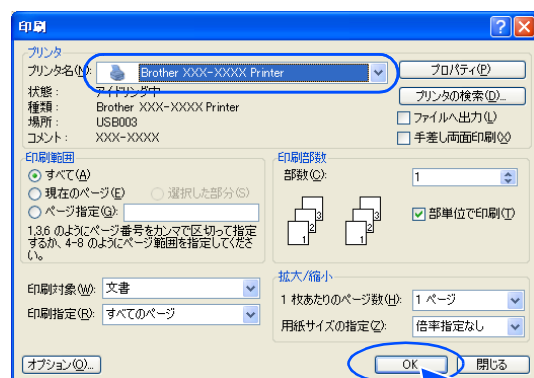 印刷
プリンタ
プリンタ名(N): Brother XXX-XXXX Printer
プロパティ(P)
状態: アイドリング中
プリンタの検索(D)...
種類: Brother XXX-XXXX Printer
場所: USB003
ファイルへ出力(L)
コメント: XXX-XXXX
手差し両面印刷(X)
印刷範囲
すべて(A)
現在のページ(E) 選択した部分(S)
ページ指定(G):
1,3,6 のようにページ番号をカンマで区切って指定
するか、4-8 のようにページ範囲を指定してくださ
い。
印刷部数
部数(C): 1
部単位で印刷(T)
印刷対象(W): 文書
印刷指定(R): すべてのページ
拡大/縮小
1 枚あたりのページ数(H): 1 ページ
用紙サイズの指定(Z): 倍率指定なし
オプション(O)...
OK
閉じる